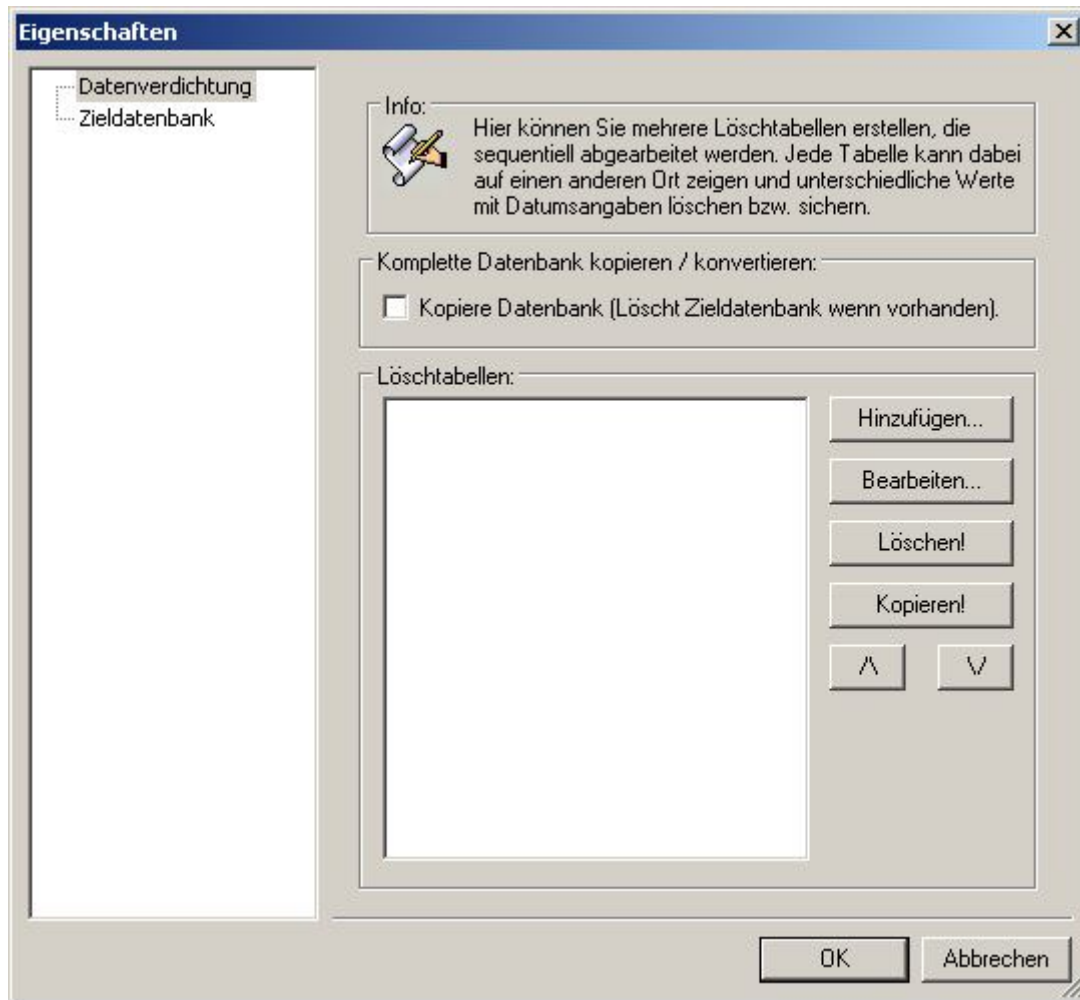 Eigenschaften
Datenverdichtung
Zieldatenbank
Info:
Hier können Sie mehrere Löschtabellen erstellen, die
sequentiell abgearbeitet werden. Jede Tabelle kann dabei
auf einen anderen Ort zeigen und unterschiedliche Werte
mit Datumsangaben löschen bzw. sichern.
Komplette Datenbank kopieren / konvertieren:
Kopiere Datenbank (Löscht Zieldatenbank wenn vorhanden).
Löschtabellen:
Hinzufügen...
Bearbeiten...
Löschen!
Kopieren!
/\ \/
OK Abbrechen